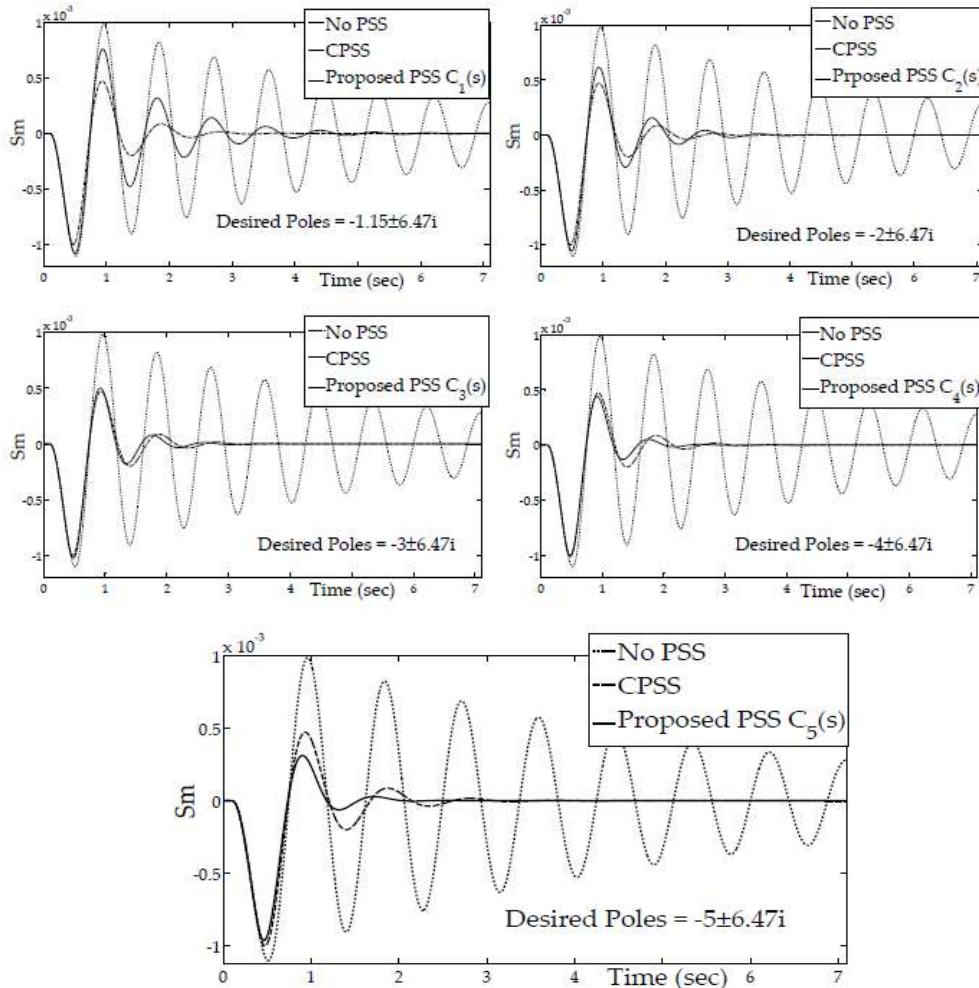 1 x 10⁻³
No PSS
CPSS
Proposed PSS C₁(s)
0.5
Sm
0
-0.5
-1
Desired Poles = -1.15±6.47i
0 1 2 3 4 5 6 7
Time (sec)
1 x 10⁻³
No PSS
CPSS
Prpposed PSS C₂(s)
0.5
Sm
0
-0.5
-1
Desired Poles = -2±6.47i
0 1 2 3 4 5 6 7
Time (sec)
1 x 10⁻³
No PSS
CPSS
Proposed PSS C₃(s)
0.5
Sm
0
-0.5
-1
Desired Poles = -3±6.47i
0 1 2 3 4 5 6 7
Time (sec)
1 x 10⁻³
No PSS
CPSS
Proposed PSS C₄(s)
0.5
Sm
0
-0.5
-1
Desired Poles = -4±6.47i
0 1 2 3 4 5 6 7
Time (sec)
1 x 10⁻³
No PSS
CPSS
Proposed PSS C₅(s)
0.5
Sm
0
-0.5
-1
Desired Poles = -5±6.47i
0 1 2 3 4 5 6 7
Time (sec)